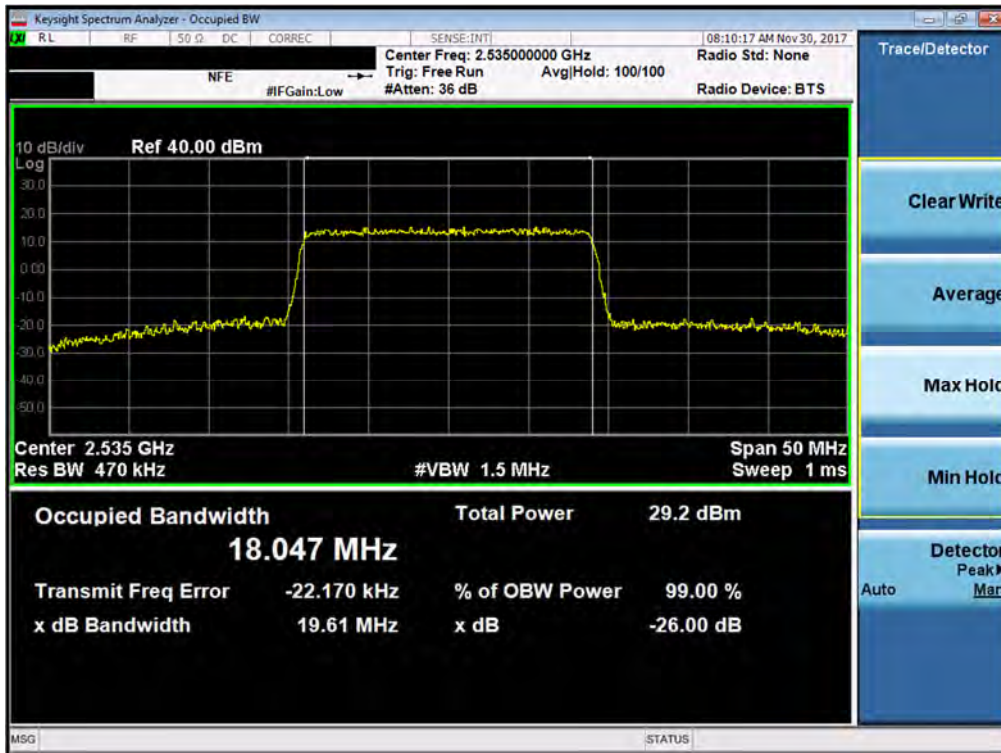 Keysight Spectrum Analyzer - Occupied BW
LXI RL RF 50 Ω DC CORREC SENSE:INT 08:10:17 AM Nov 30, 2017
Center Freq: 2.535000000 GHz Radio Std: None
NFE Trig: Free Run Avg|Hold: 100/100
#IFGain:Low #Atten: 36 dB Radio Device: BTS
Trace/Detector
10 dB/div Ref 40.00 dBm
Log
30.0
20.0
10.0
0.00
-10.0
-20.0
-30.0
-40.0
-50.0
Center 2.535 GHz Span 50 MHz
Res BW 470 kHz #VBW 1.5 MHz Sweep 1 ms
Occupied Bandwidth Total Power 29.2 dBm
18.047 MHz
Transmit Freq Error -22.170 kHz % of OBW Power 99.00 %
x dB Bandwidth 19.61 MHz x dB -26.00 dB
Clear Write
Average
Max Hold
Min Hold
Detector
Peak
Auto Man
MSG STATUS